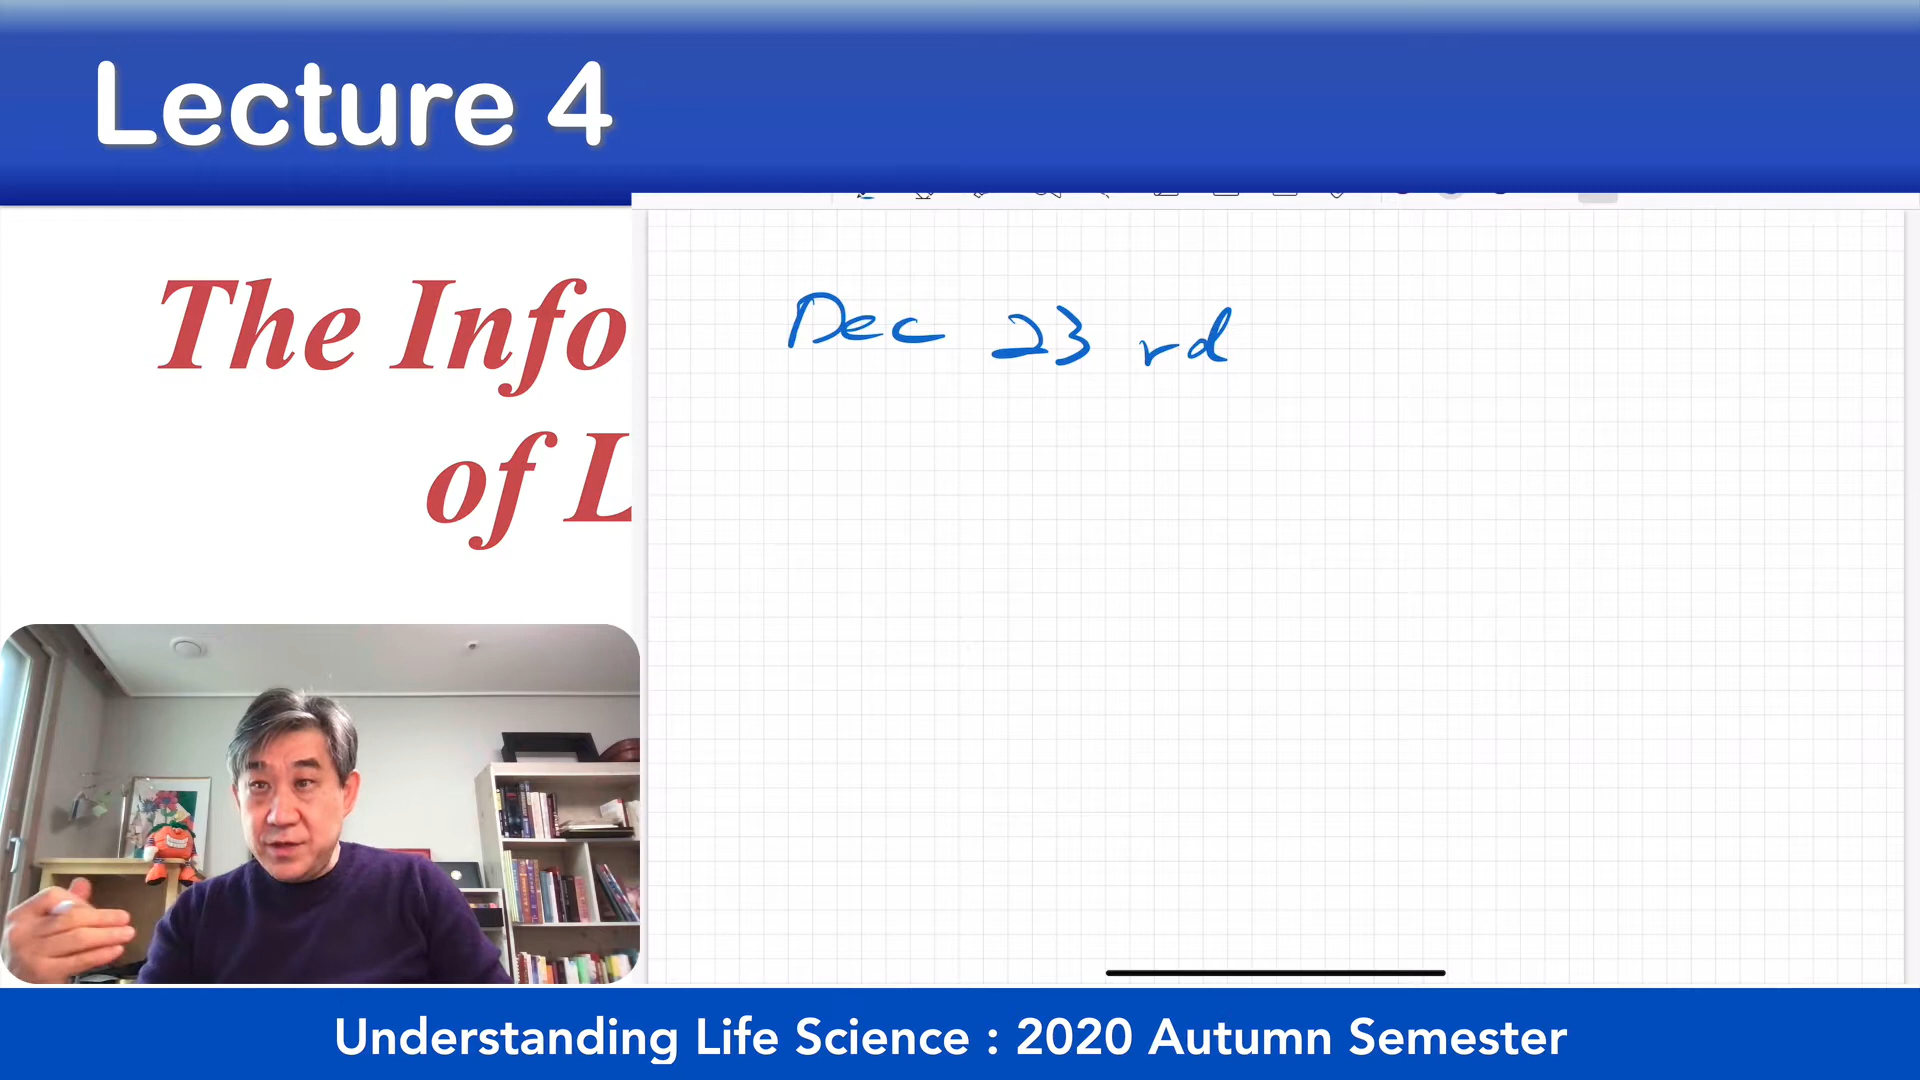 Lecture 4
The Info
of L
Dec 23 rd
Understanding Life Science : 2020 Autumn Semester